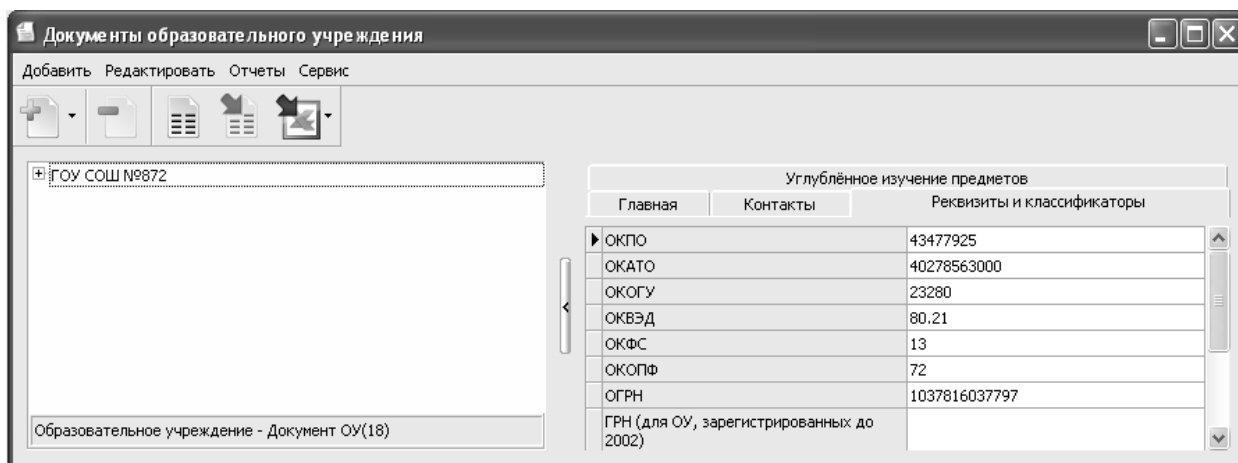 Документы образовательного учреждения
Добавить Редактировать Отчеты Сервис
ГОУ СОШ №872
Образовательное учреждение - Документ ОУ(18)
Углублённое изучение предметов
Главная Контакты Реквизиты и классификаторы
ОКПО 43477925
ОКАТО 40278563000
ОКОГУ 23280
ОКВЭД 80.21
ОКФС 13
ОКОПФ 72
ОГРН 1037816037797
ГРН (для ОУ, зарегистрированных до
2002)